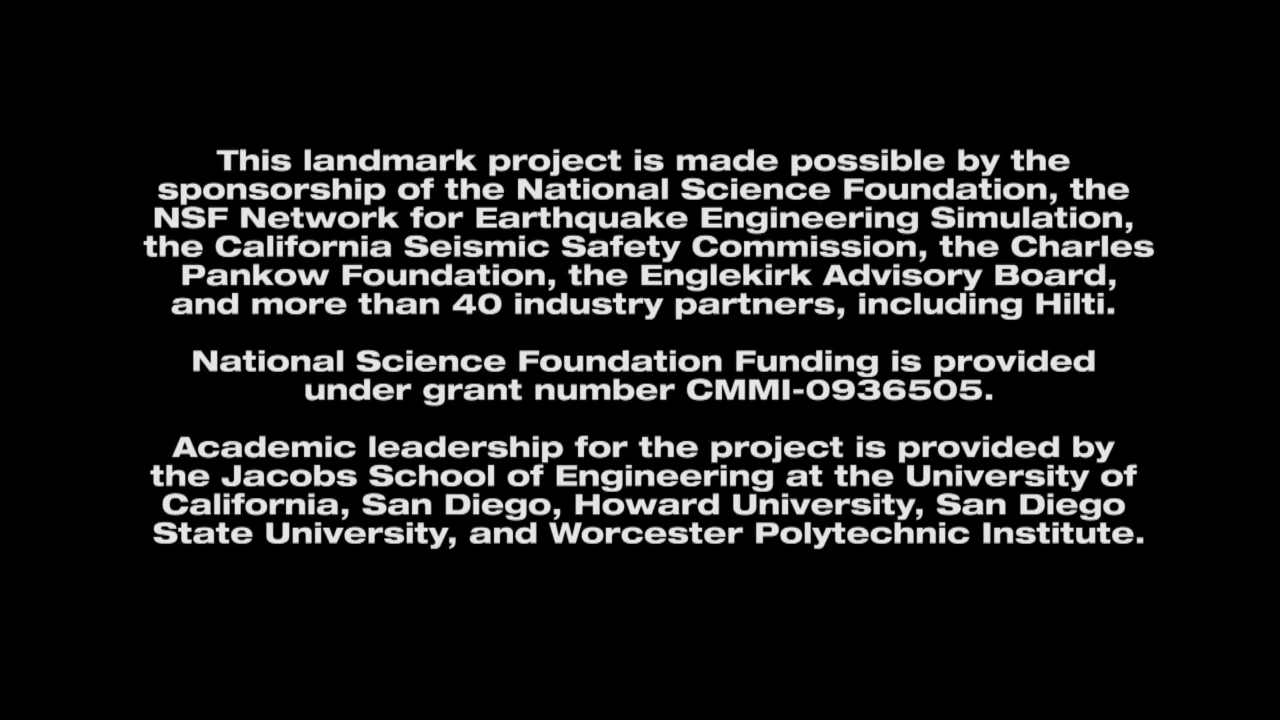 This landmark project is made possible by the
sponsorship of the National Science Foundation, the
NSF Network for Earthquake Engineering Simulation,
the California Seismic Safety Commission, the Charles
Pankow Foundation, the Englekirk Advisory Board,
and more than 40 industry partners, including Hilti.
National Science Foundation Funding is provided
under grant number CMMI-0936505.
Academic leadership for the project is provided by
the Jacobs School of Engineering at the University of
California, San Diego, Howard University, San Diego
State University, and Worcester Polytechnic Institute.